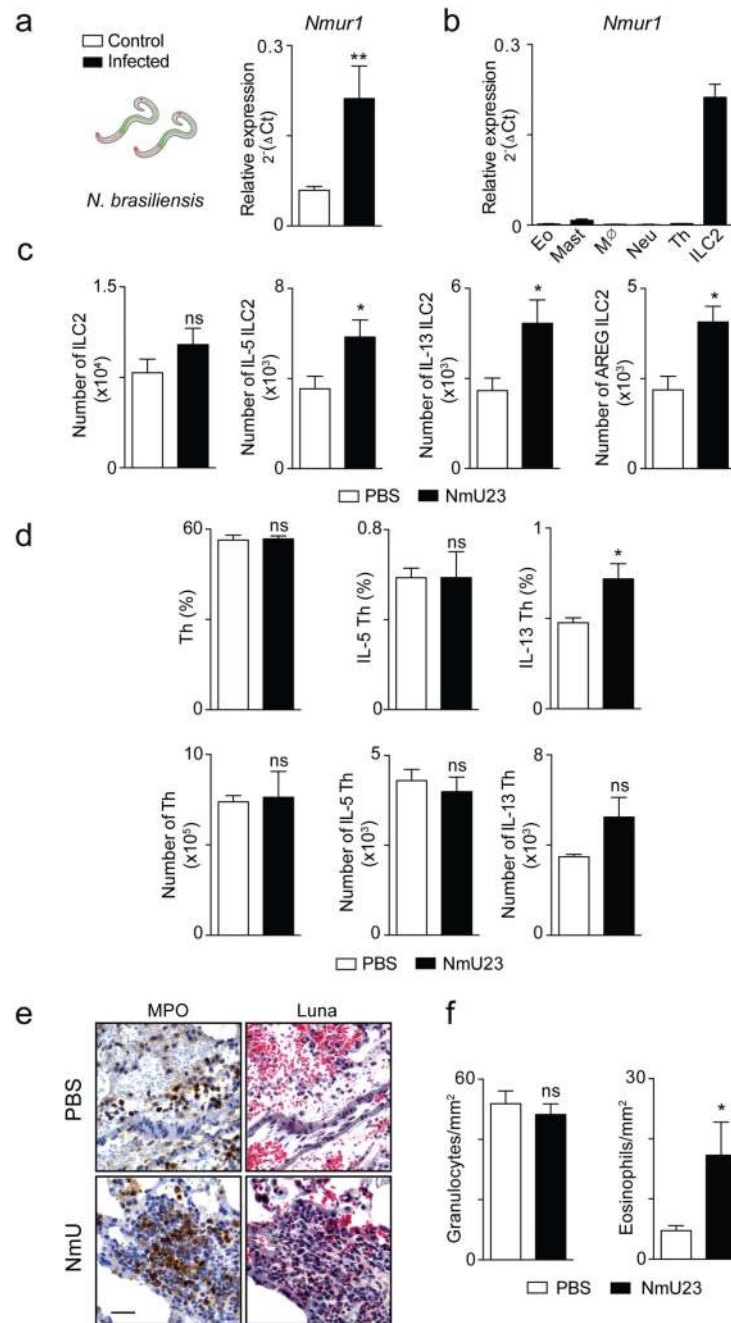 a
Control
Infected
N. brasiliensis
Nmur1
Relative expression
2^-(ΔCt)
0.3
0
**
b
Nmur1
Relative expression
2^-(ΔCt)
0.3
0
Eo
Mast
MØ
Neu
Th
ILC2
c
Number of ILC2
(x10⁴)
1.5
0
ns
Number of IL-5 ILC2
(x10³)
8
0
*
Number of IL-13 ILC2
(x10³)
6
0
*
Number of AREG ILC2
(x10³)
5
0
*
PBS
NmU23
d
Th (%)
60
0
ns
IL-5 Th (%)
0.8
0
ns
IL-13 Th (%)
1
0
*
Number of Th
(x10⁵)
10
0
ns
Number of IL-5 Th
(x10³)
5
0
ns
Number of IL-13 Th
(x10³)
8
0
ns
PBS
NmU23
e
MPO
Luna
PBS
NmU
f
Granulocytes/mm²
60
0
ns
Eosinophils/mm²
30
0
*
PBS
NmU23